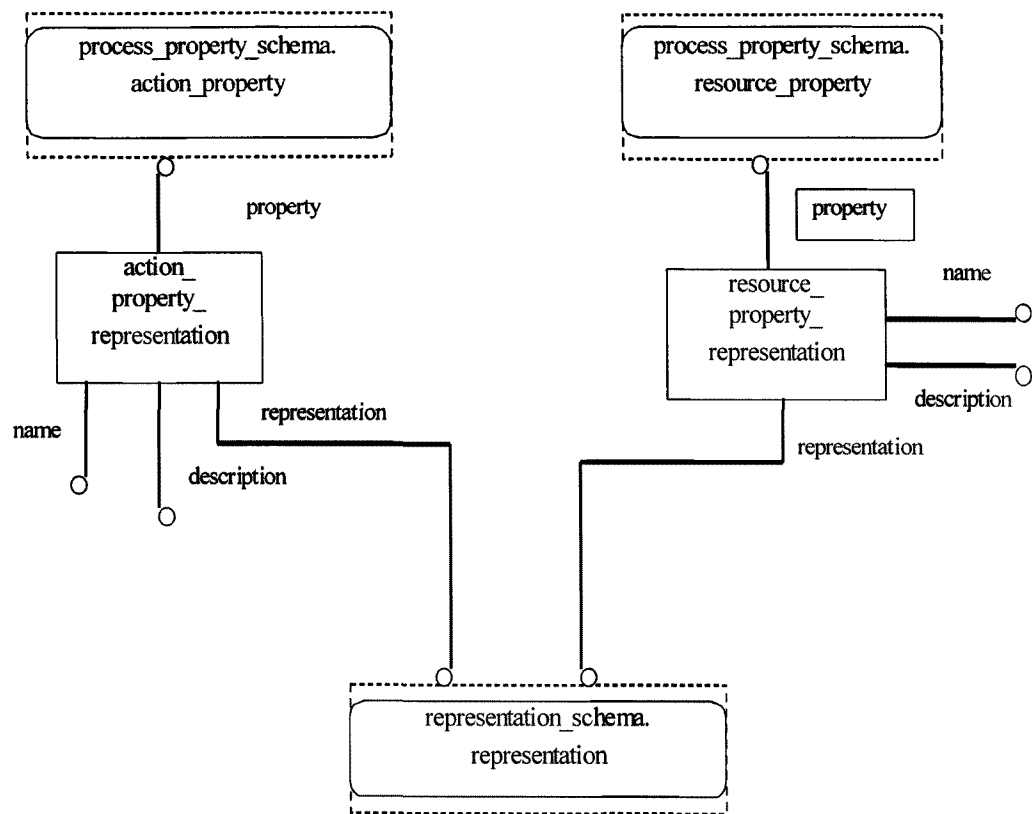 process_property_schema.
action_property
process_property_schema.
resource_property
property
property
action_
property_
representation
resource_
property_
representation
name
description
representation
name
description
representation
representation_schema.
representation